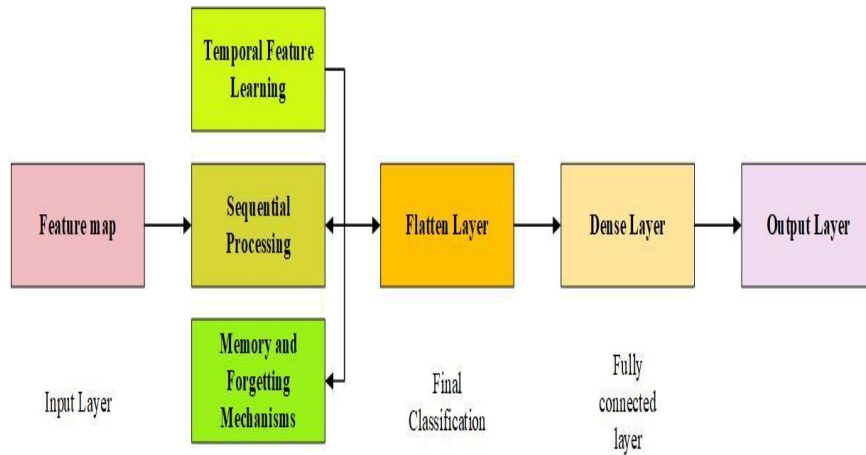 Temporal Feature
Learning
Feature map
Sequential
Processing
Flatten Layer
Dense Layer
Output Layer
Memory and
Forgetting
Mechanisms
Input Layer
Final
Classification
Fully
connected
layer